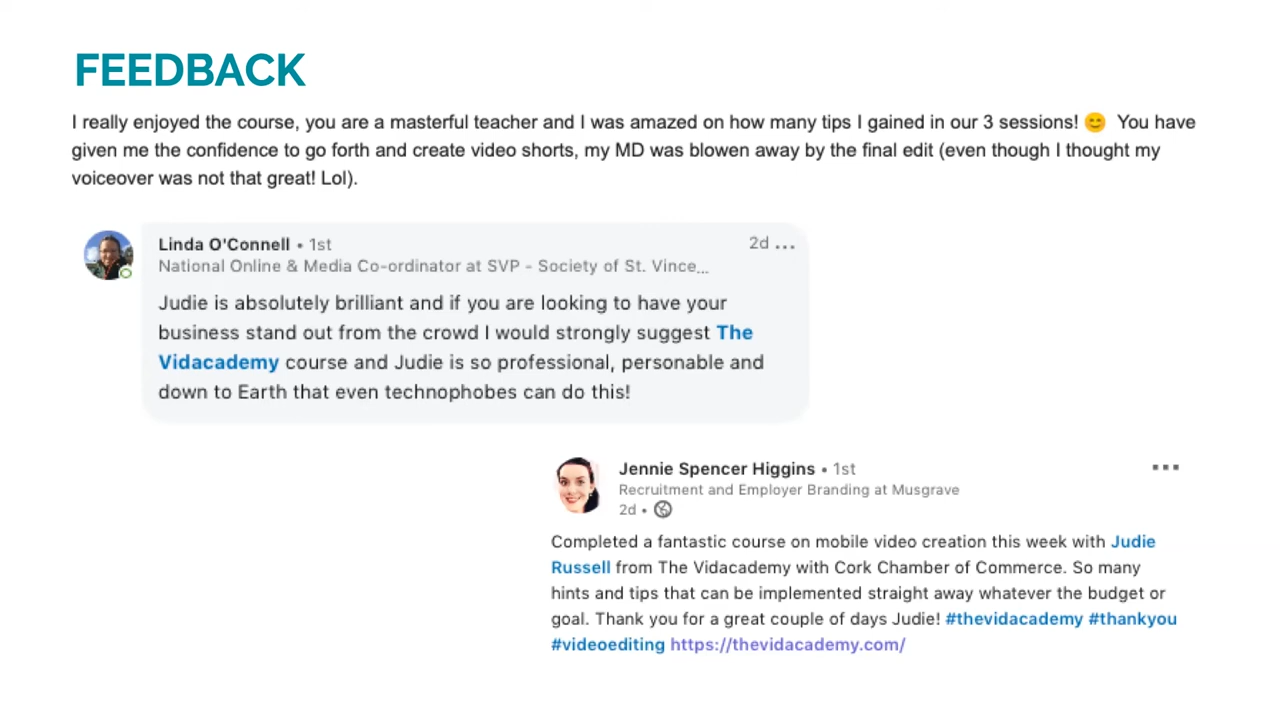 FEEDBACK
I really enjoyed the course, you are a masterful teacher and I was amazed on how many tips I gained in our 3 sessions! 😊 You have
given me the confidence to go forth and create video shorts, my MD was blowen away by the final edit (even though I thought my
voiceover was not that great! Lol).
Linda O'Connell • 1st
2d ...
National Online & Media Co-ordinator at SVP - Society of St. Vince...
Judie is absolutely brilliant and if you are looking to have your
business stand out from the crowd I would strongly suggest The
Vidacademy course and Judie is so professional, personable and
down to Earth that even technophobes can do this!
Jennie Spencer Higgins • 1st
...
Recruitment and Employer Branding at Musgrave
2d •
Completed a fantastic course on mobile video creation this week with Judie
Russell from The Vidacademy with Cork Chamber of Commerce. So many
hints and tips that can be implemented straight away whatever the budget or
goal. Thank you for a great couple of days Judie! #thevidacademy #thankyou
#videoediting https://thevidacademy.com/